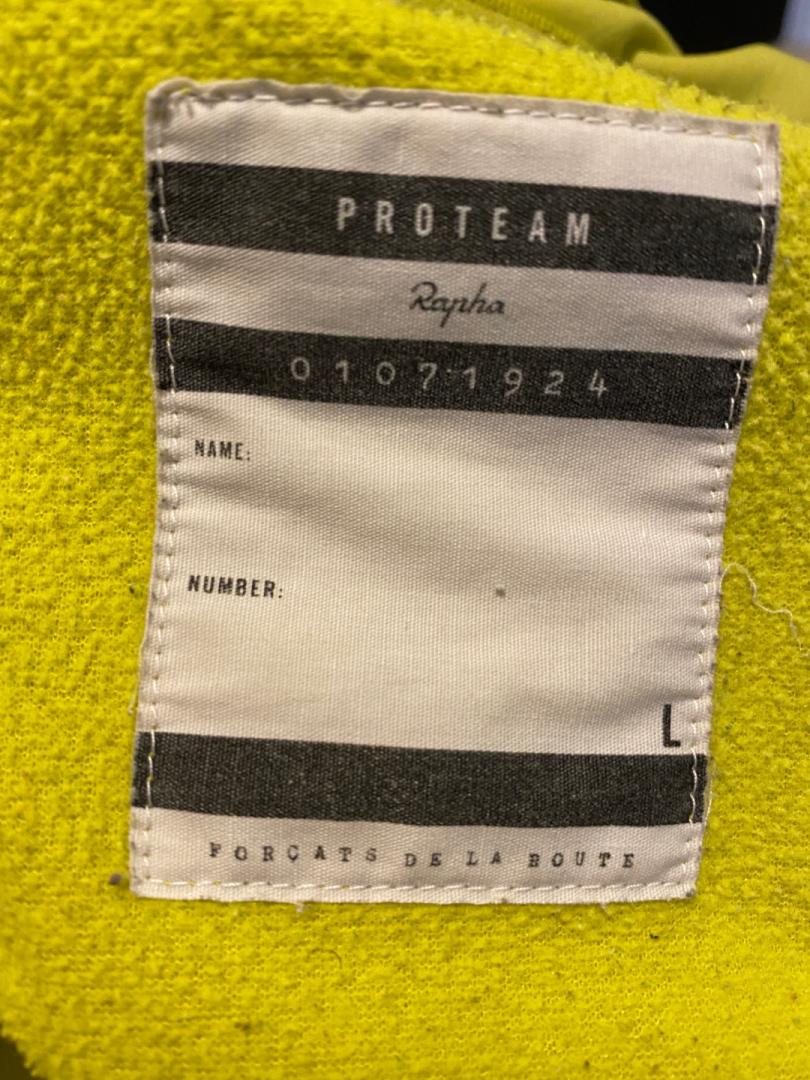 PROTEAM
Rapha
01071924
NAME:
NUMBER:
L
FORÇATS DE LA ROUTE